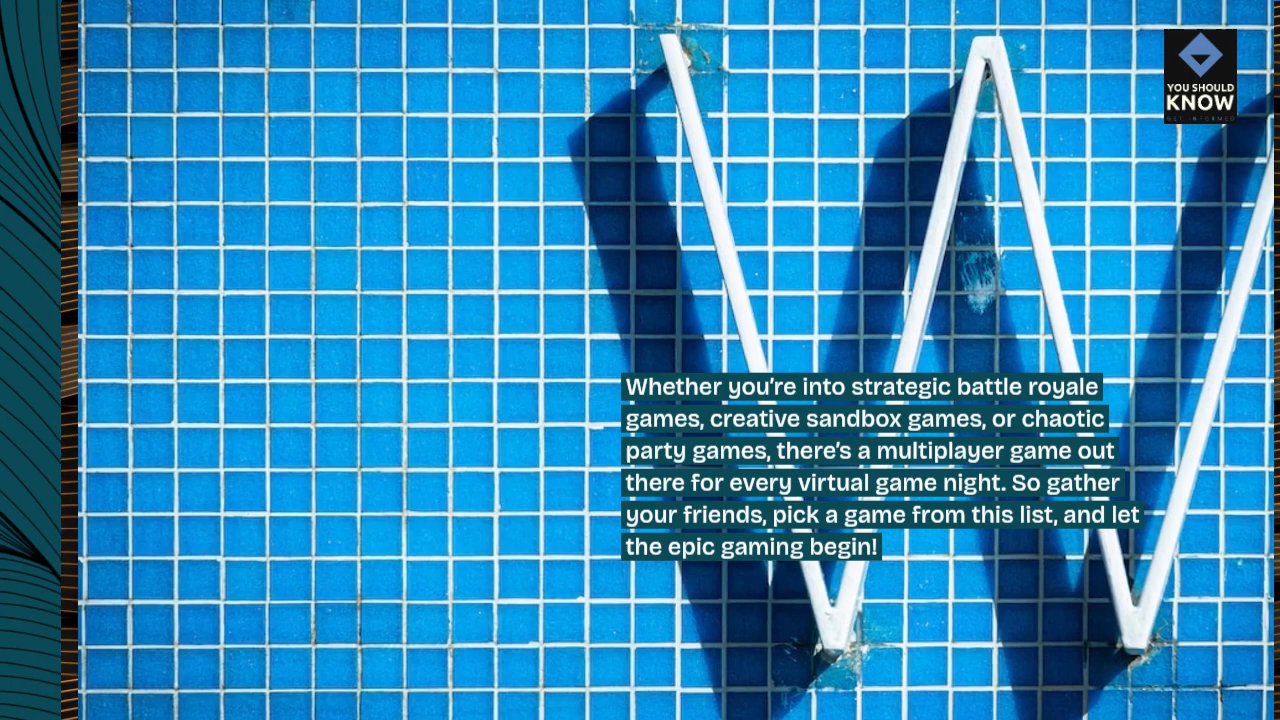 YOU SHOULD
KNOW
GET INFORMED
W
Whether you're into strategic battle royale
games, creative sandbox games, or chaotic
party games, there's a multiplayer game out
there for every virtual game night. So gather
your friends, pick a game from this list, and let
the epic gaming begin!